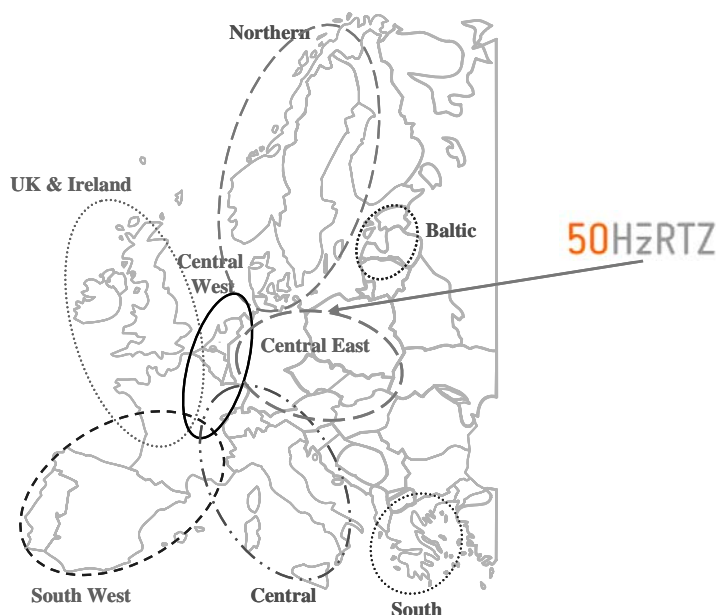 Northern
UK & Ireland
Baltic
50HzRTZ
Central
West
Central East
South West
Central
South